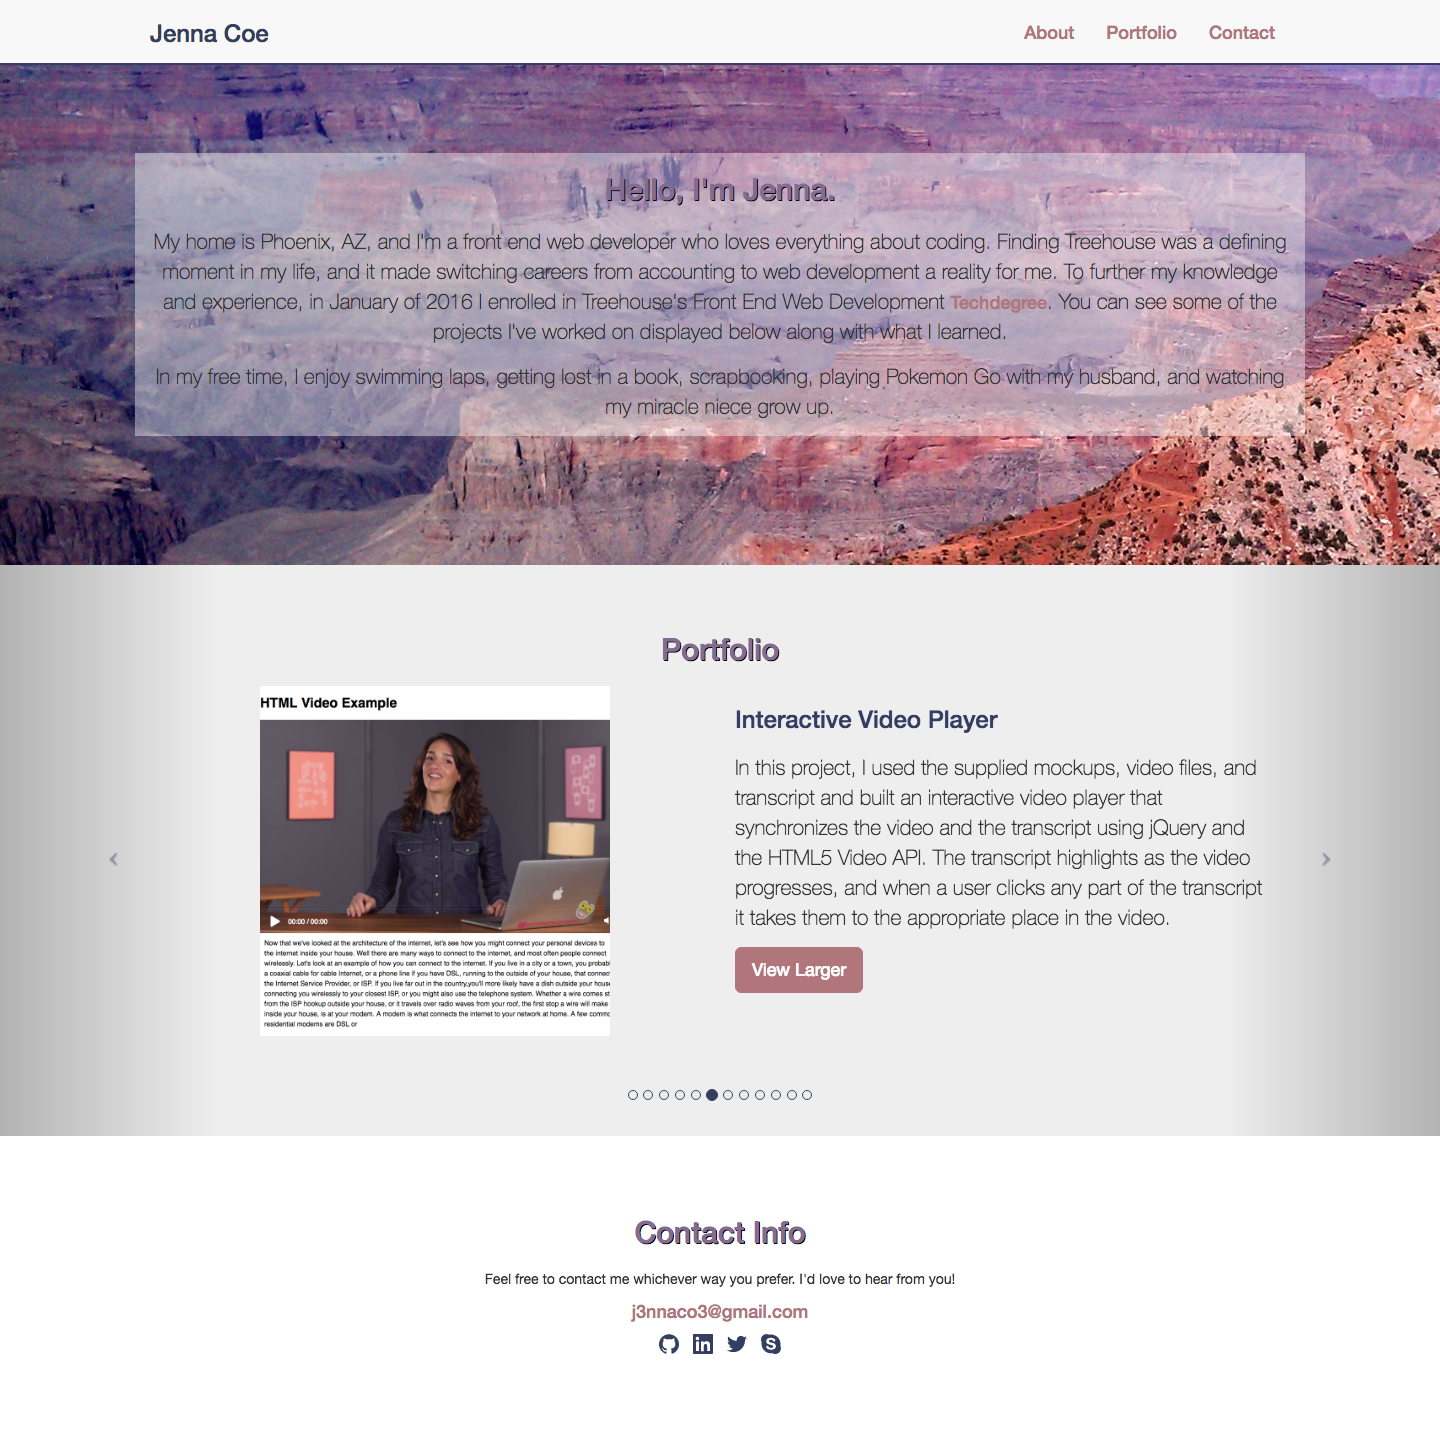 Jenna Coe
About Portfolio Contact
Hello, I'm Jenna.
My home is Phoenix, AZ, and I'm a front end web developer who loves everything about coding. Finding Treehouse was a defining
moment in my life, and it made switching careers from accounting to web development a reality for me. To further my knowledge
and experience, in January of 2016 I enrolled in Treehouse's Front End Web Development Techdegree. You can see some of the
projects I've worked on displayed below along with what I learned.
In my free time, I enjoy swimming laps, getting lost in a book, scrapbooking, playing Pokemon Go with my husband, and watching
my miracle niece grow up.
Portfolio
HTML Video Example
00:00 / 00:00
Now that we've looked at the architecture of the internet, let's see how you might connect your personal devices to
the internet inside your house. Well there are many ways to connect to the internet, and most often people connect
wirelessly. Let's look at an example of how you can connect to the internet. If you live in a city or a town, you probabl
a coaxial cable for cable Internet, or a phone line if you have DSL, running to the outside of your house, that connec
the Internet Service Provider, or ISP. If you live far out in the country,you'll more likely have a dish outside your house
connecting you wirelessly to your closest ISP, or you might also use the telephone system. Whether a wire comes st
from the ISP hookup outside your house, or it travels over radio waves from your roof, the first stop a wire will make
inside your house, is at your modem. A modem is what connects the internet to your network at home. A few commo
residential modems are DSL or
Interactive Video Player
In this project, I used the supplied mockups, video files, and
transcript and built an interactive video player that
synchronizes the video and the transcript using jQuery and
the HTML5 Video API. The transcript highlights as the video
progresses, and when a user clicks any part of the transcript
it takes them to the appropriate place in the video.
View Larger
Contact Info
Feel free to contact me whichever way you prefer. I'd love to hear from you!
j3nnaco3@gmail.com